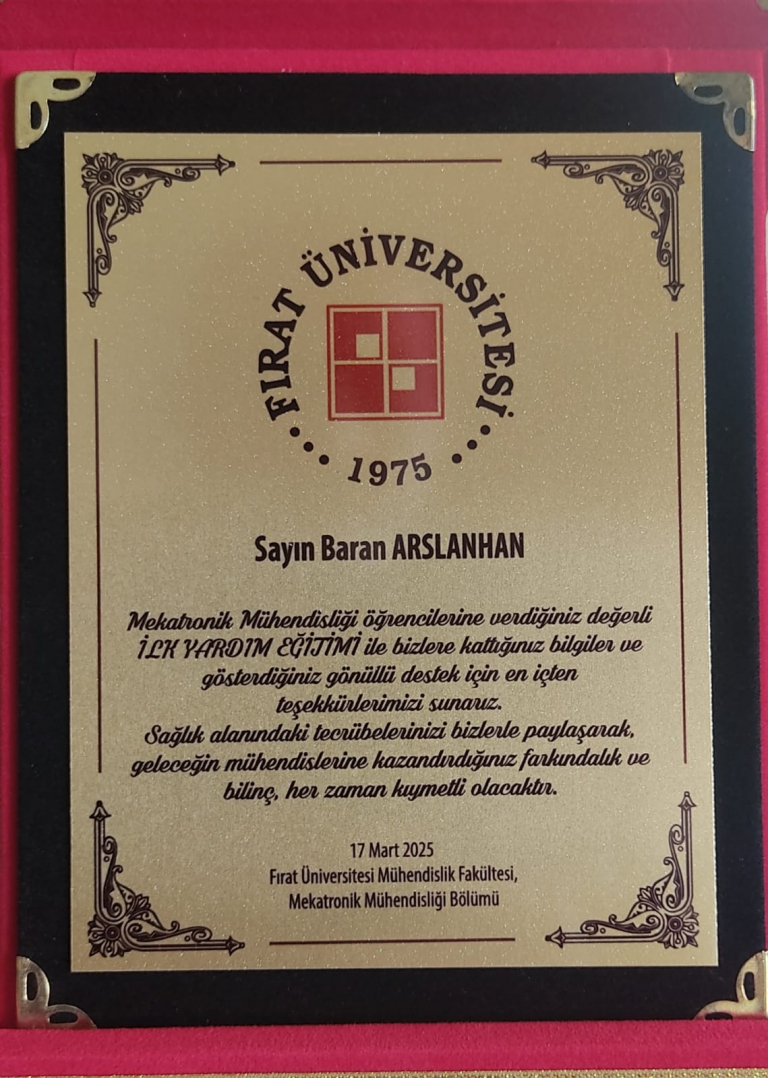 FIRAT ÜNİVERSİTESİ
1975
Sayın Baran ARSLANHAN
Mekatronik Mühendisliği öğrencilerine verdiğiniz değerli
İLK YARDIM EĞİTİMİ ile bizlere kattığınız bilgiler ve
gösterdiğiniz gönüllü destek için en içten
teşekkürlerimizi sunarız.
Sağlık alanındaki tecrübelerinizi bizlerle paylaşarak,
geleceğin mühendislerine kazandırdığınız farkındalık ve
bilinç, her zaman kıymetli olacaktır.
17 Mart 2025
Fırat Üniversitesi Mühendislik Fakültesi,
Mekatronik Mühendisliği Bölümü